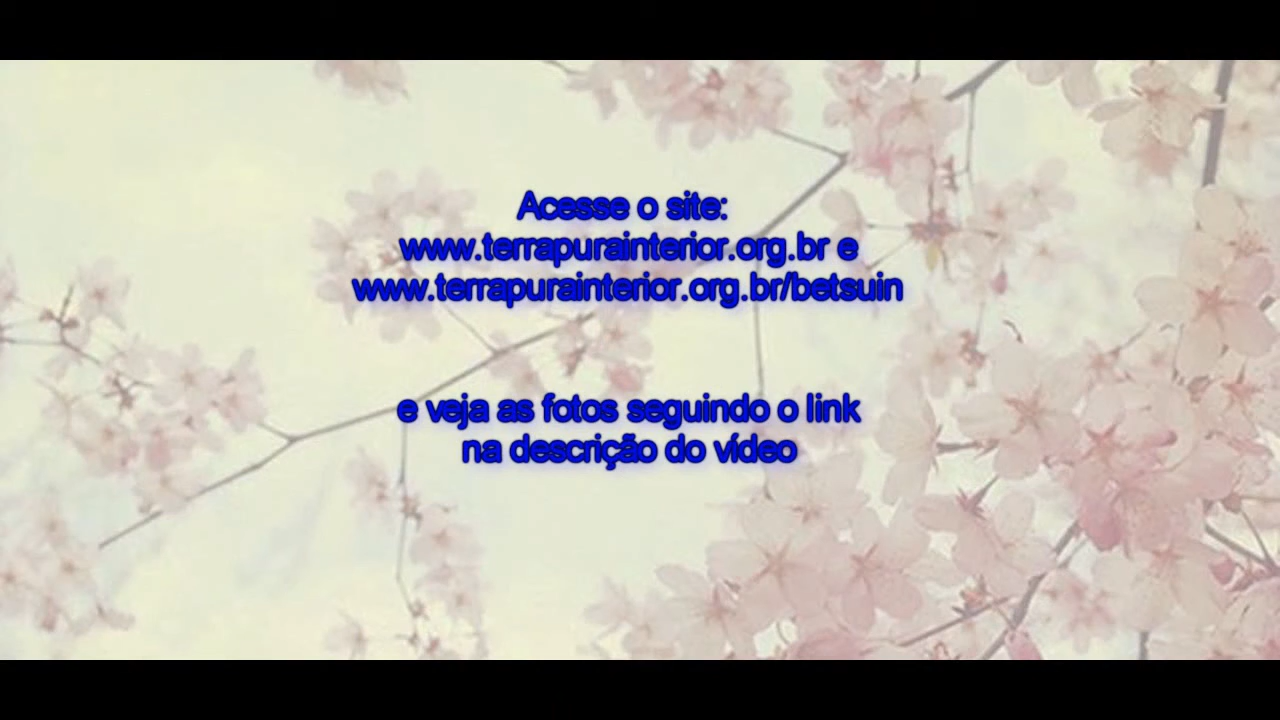 Acesse o site:
www.terrapurainterior.org.br e
www.terrapurainterior.org.br/betsuin
e veja as fotos seguindo o link
na descrição do vídeo